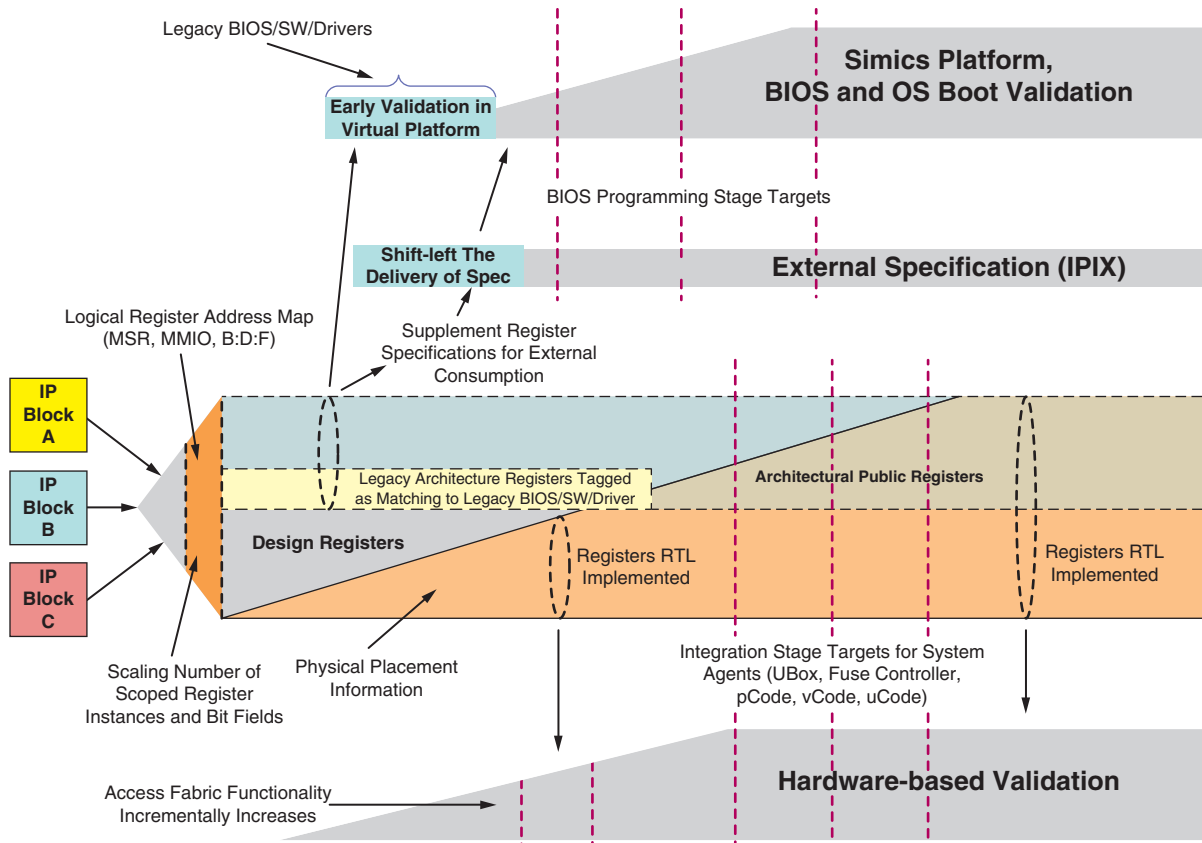 Legacy BIOS/SW/Drivers
Early Validation in
Virtual Platform
Simics Platform,
BIOS and OS Boot Validation
BIOS Programming Stage Targets
Shift-left The
Delivery of Spec
External Specification (IPIX)
Logical Register Address Map
(MSR, MMIO, B:D:F)
Supplement Register
Specifications for External
Consumption
IP
Block
A
IP
Block
B
IP
Block
C
Legacy Architecture Registers Tagged
as Matching to Legacy BIOS/SW/Driver
Architectural Public Registers
Design Registers
Registers RTL
Implemented
Registers RTL
Implemented
Scaling Number of
Scoped Register
Instances and Bit Fields
Physical Placement
Information
Integration Stage Targets for System
Agents (UBox, Fuse Controller,
pCode, vCode, uCode)
Access Fabric Functionality
Incrementally Increases
Hardware-based Validation